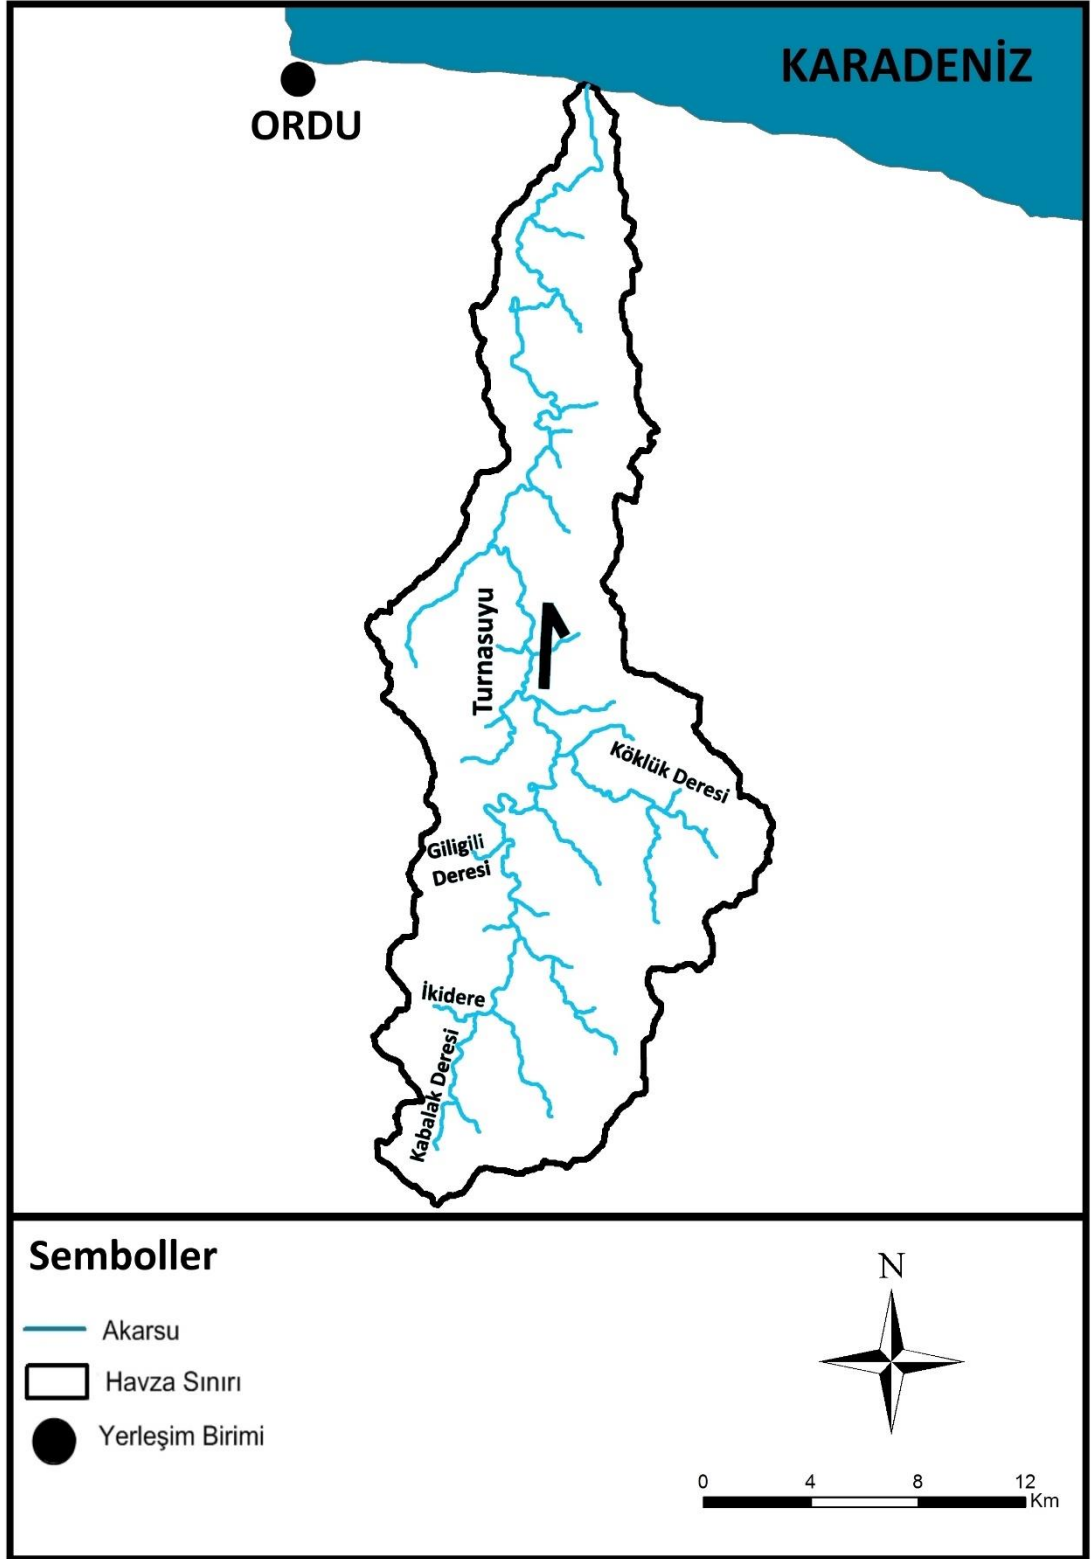 KARADENİZ
ORDU
Turnasuyu
Köklük Deresi
Giligili
Deresi
İkidere
Kabalak Deresi
Semboller
Akarsu
Havza Sınırı
Yerleşim Birimi
N
0 4 8 12
Km